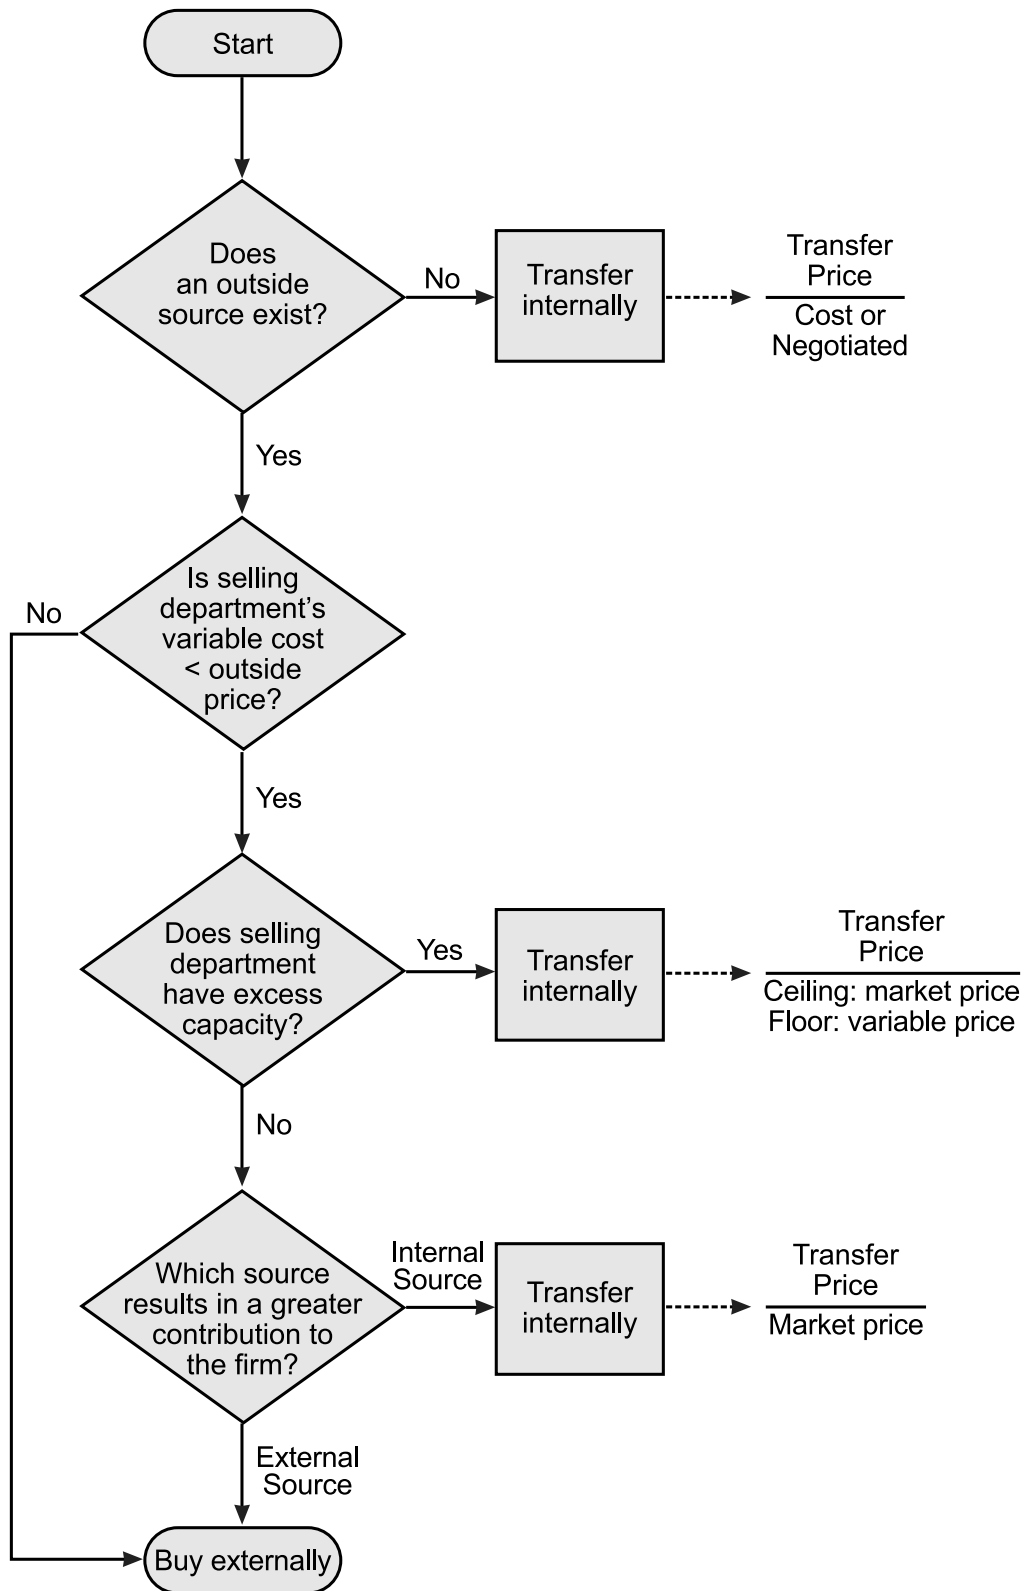 Start
Does
an outside
source exist?
No
Transfer
internally
Transfer
Price
Cost or
Negotiated
Yes
Is selling
department’s
variable cost
< outside
price?
No
Yes
Does selling
department
have excess
capacity?
Yes
Transfer
internally
Transfer
Price
Ceiling: market price
Floor: variable price
No
Which source
results in a greater
contribution to
the firm?
Internal
Source
Transfer
internally
Transfer
Price
Market price
External
Source
Buy externally